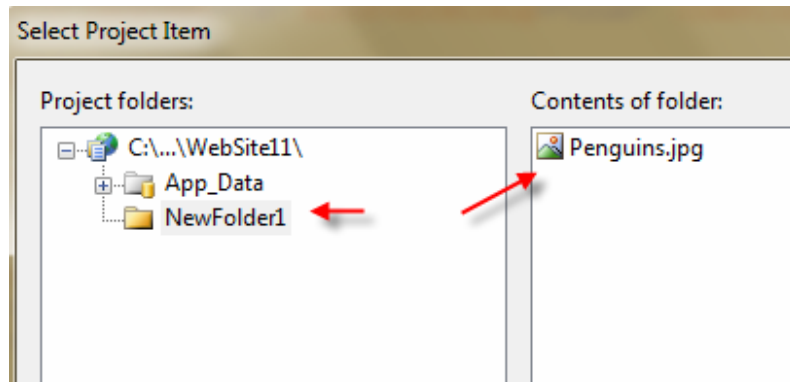 Select Project Item
Project folders:
C:\...\WebSite11\
App_Data
NewFolder1
Contents of folder:
Penguins.jpg